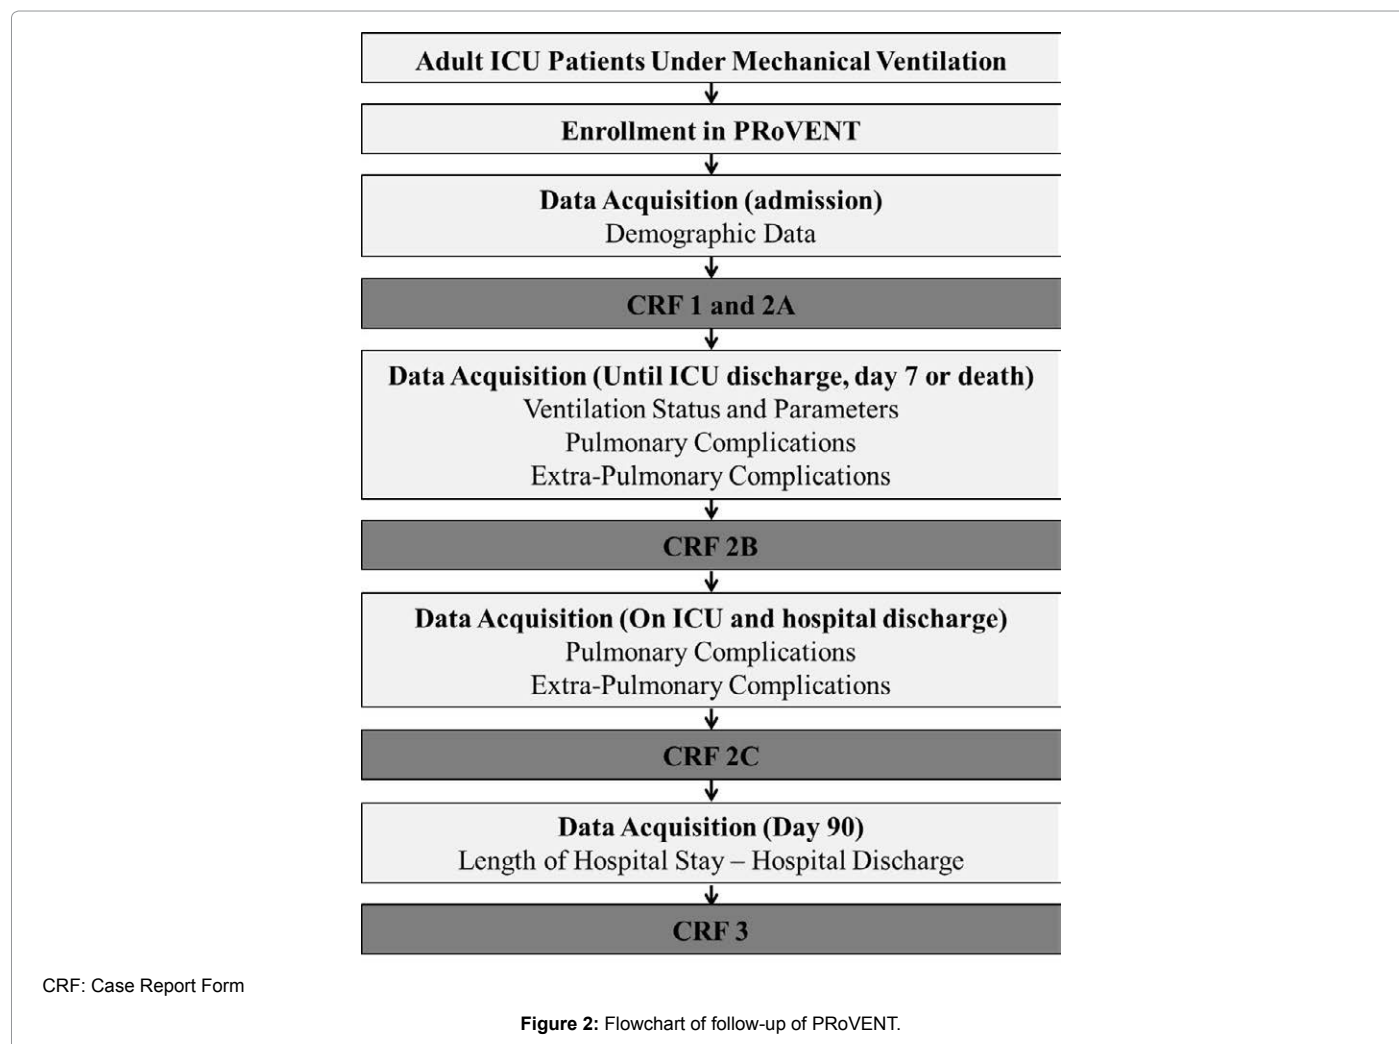 Adult ICU Patients Under Mechanical Ventilation
Enrollment in PRoVENT
Data Acquisition (admission)
Demographic Data
CRF 1 and 2A
Data Acquisition (Until ICU discharge, day 7 or death)
Ventilation Status and Parameters
Pulmonary Complications
Extra-Pulmonary Complications
CRF 2B
Data Acquisition (On ICU and hospital discharge)
Pulmonary Complications
Extra-Pulmonary Complications
CRF 2C
Data Acquisition (Day 90)
Length of Hospital Stay – Hospital Discharge
CRF 3
CRF: Case Report Form
Figure 2: Flowchart of follow-up of PRoVENT.